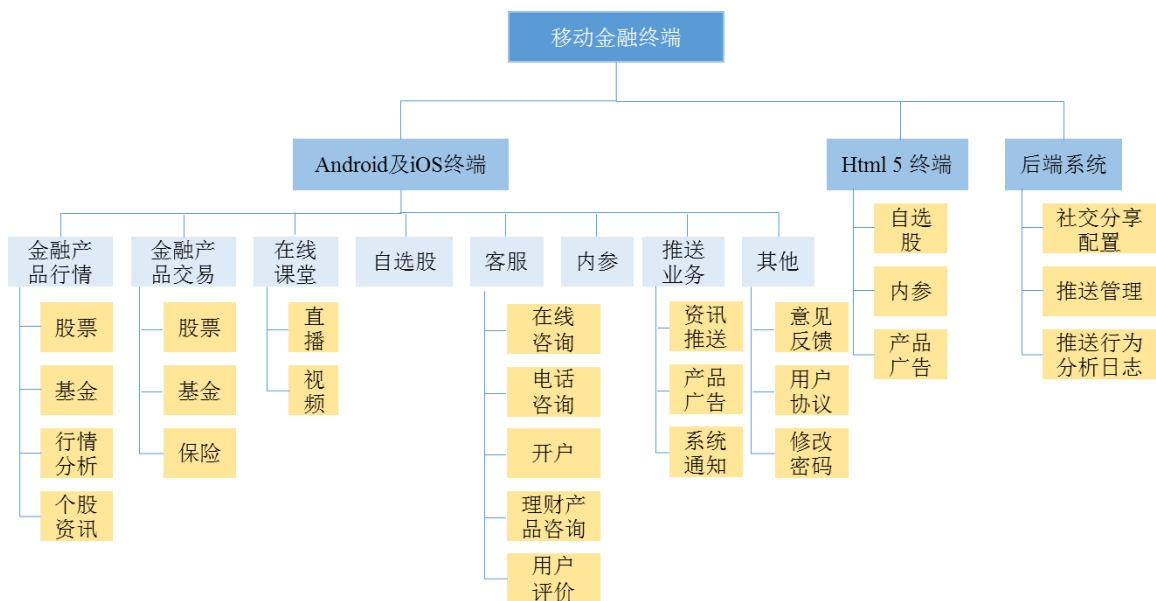 移动金融终端
Android及iOS终端
Html 5 终端
后端系统
金融产
品行情
金融产
品交易
在线
课堂
自选股
客服
内参
推送
业务
其他
股票
基金
行情
分析
个股
资讯
股票
基金
保险
直
播
视
频
在线
咨询
电话
咨询
开户
理财产
品咨询
用户
评价
资讯
推送
产品
广告
系统
通知
意见
反馈
用户
协议
修改
密码
自选
股
内参
产品
广告
社交分享
配置
推送管理
推送行为
分析日志